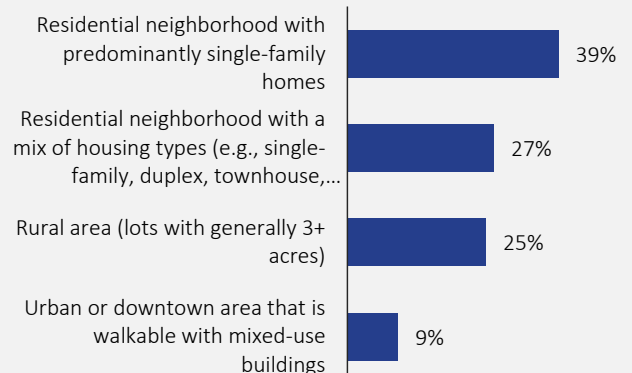 Residential neighborhood with
predominantly single-family
homes
39%
Residential neighborhood with a
mix of housing types (e.g., single-
family, duplex, townhouse,...
27%
Rural area (lots with generally 3+
acres)
25%
Urban or downtown area that is
walkable with mixed-use
buildings
9%